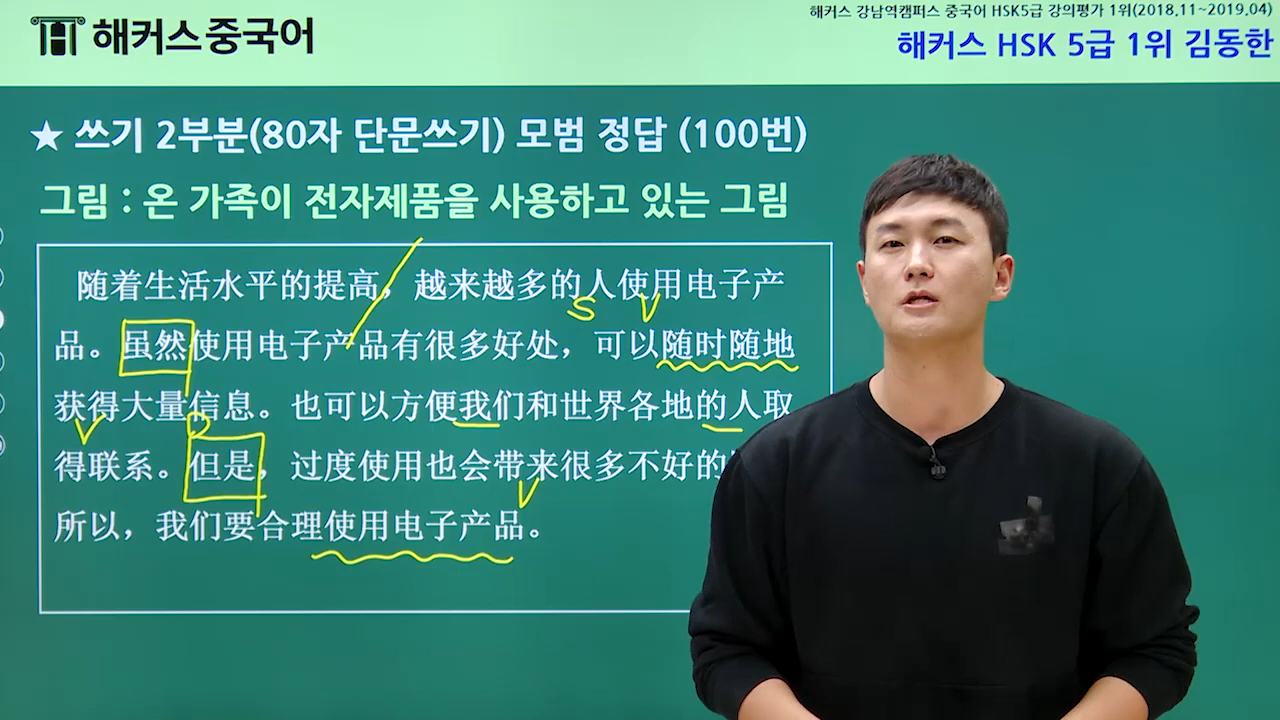 해커스 강남역캠퍼스 중국어 HSK5급 강의평가 1위(2018.11~2019.04)
해커스중국어
해커스 HSK 5급 1위 김동한
★ 쓰기 2부분(80자 단문쓰기) 모범 정답 (100번)
그림 : 온 가족이 전자제품을 사용하고 있는 그림
随着生活水平的提高，越来越多的人使用电子产
S V
品。虽然使用电子产品有很多好处，可以随时随地
获得大量信息。也可以方便我们和世界各地的人取
V
得联系。但是，过度使用也会带来很多不好的
V
所以，我们要合理使用电子产品。